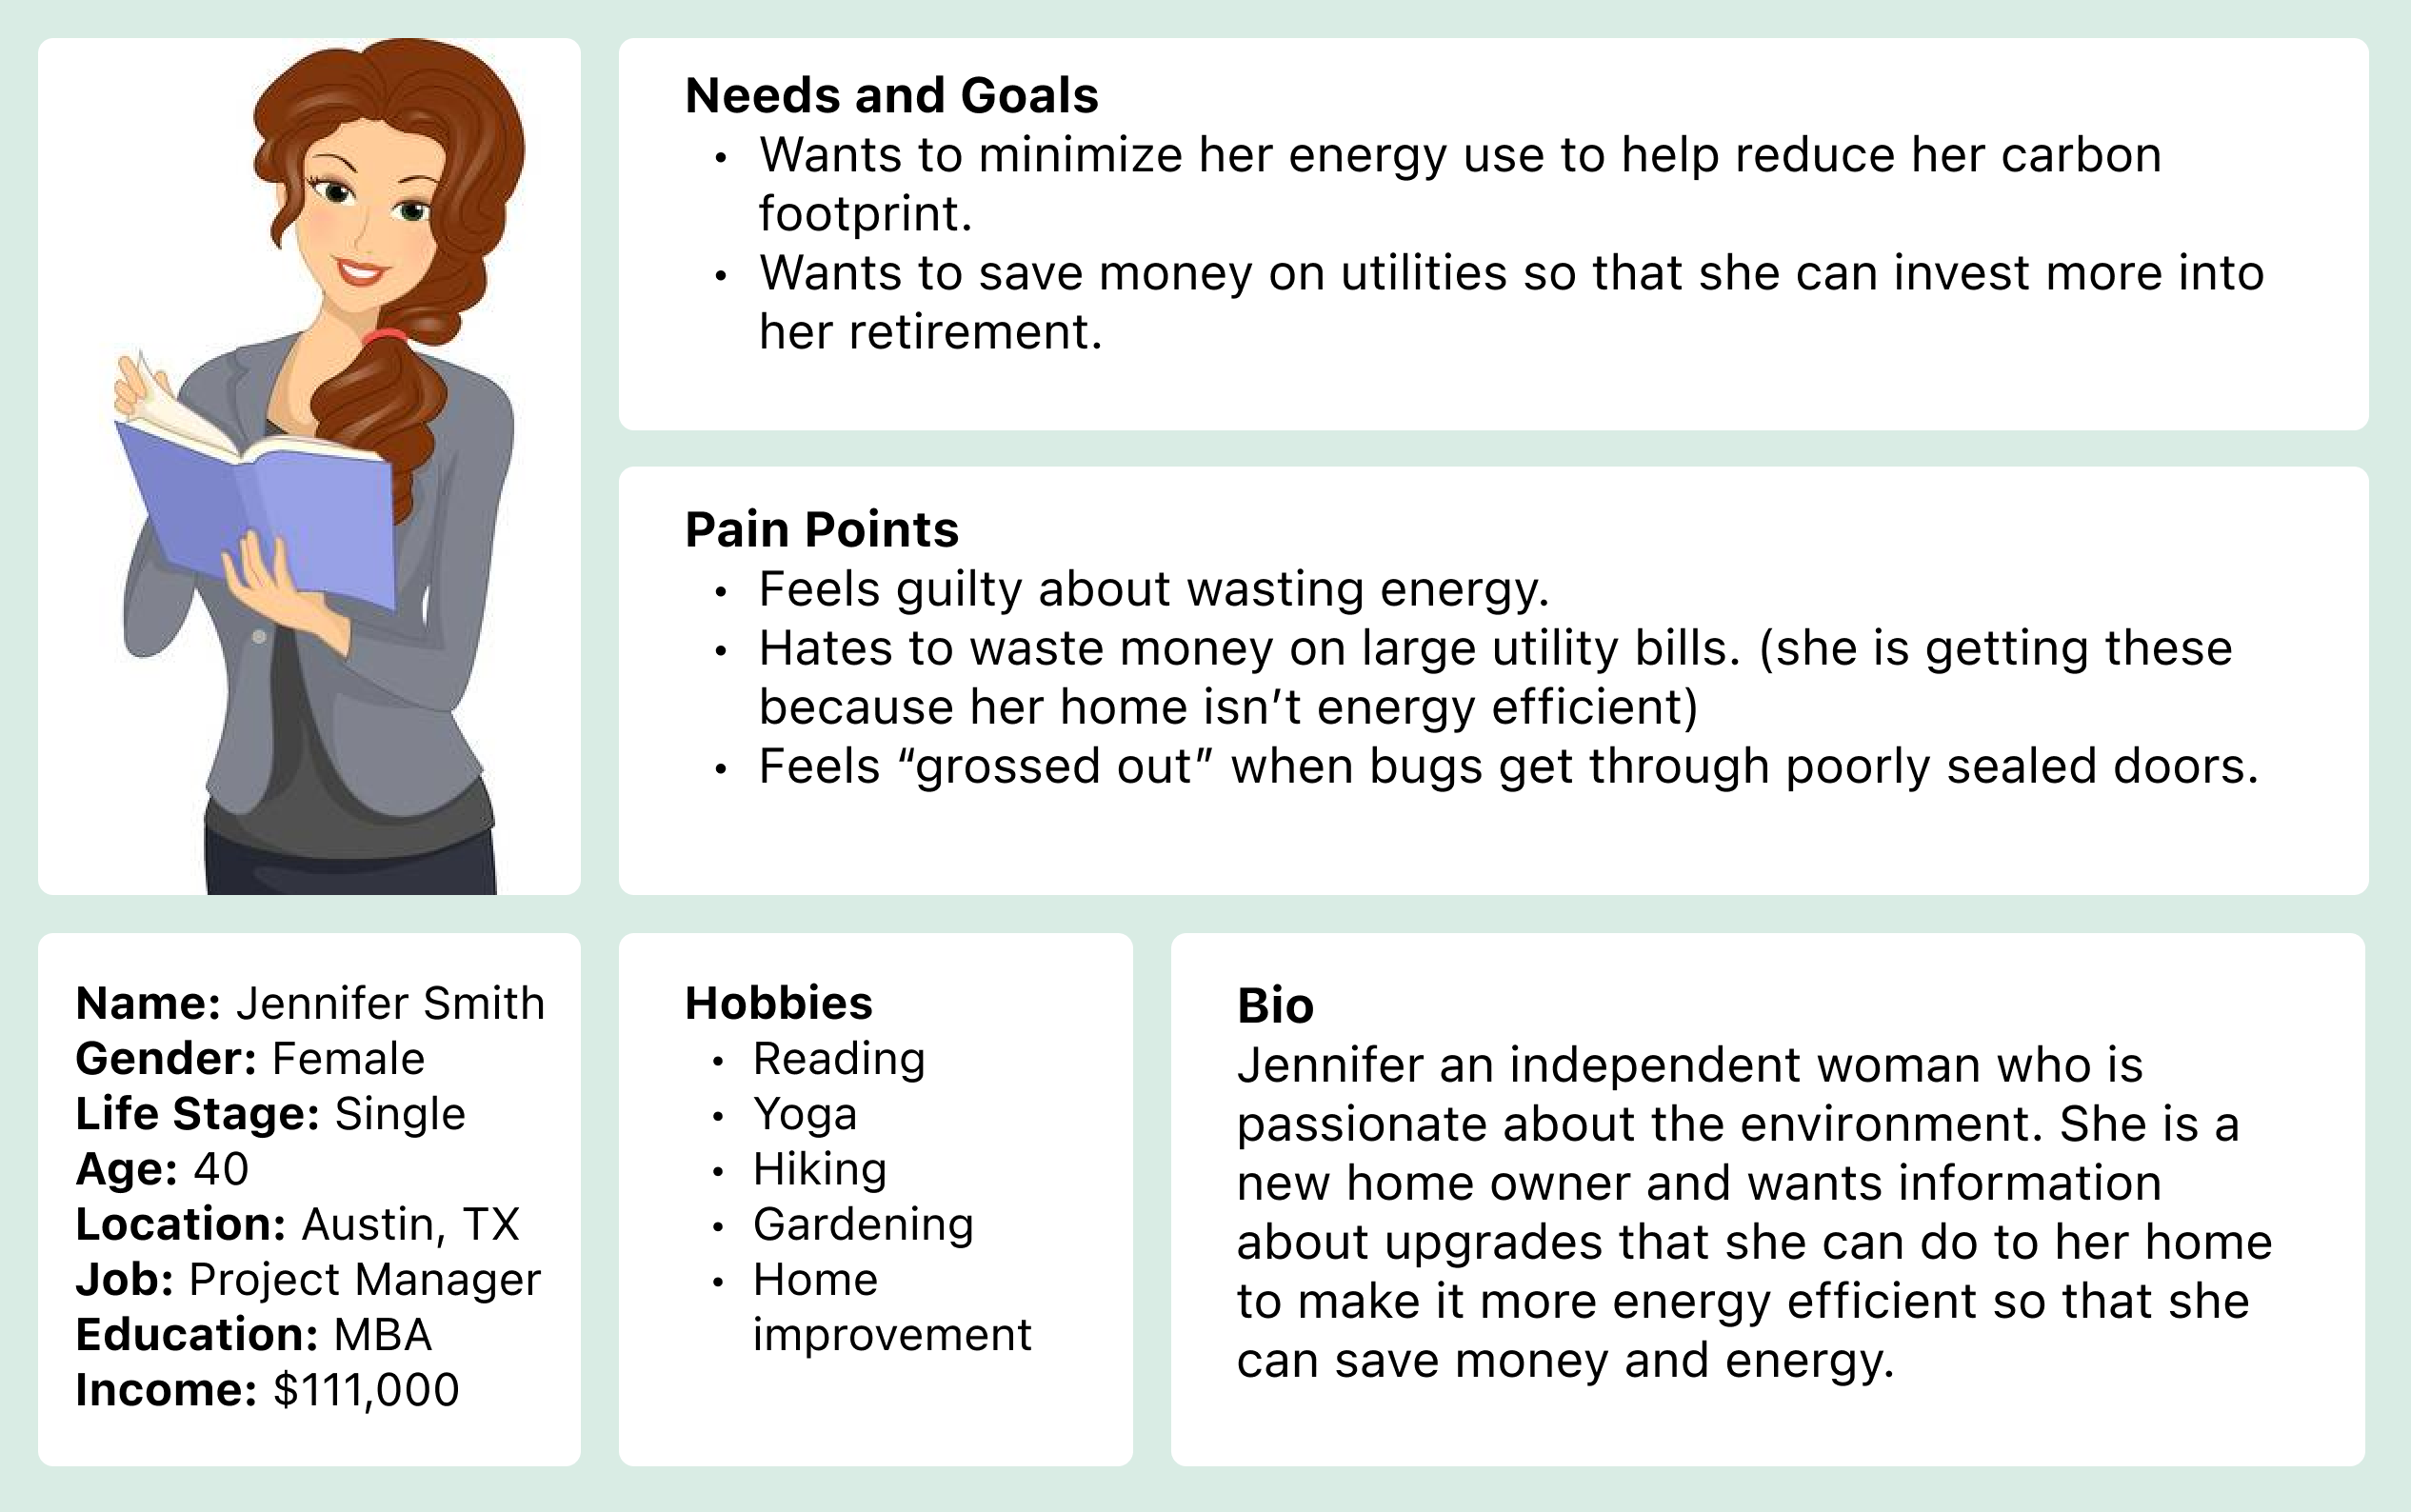 Needs and Goals
• Wants to minimize her energy use to help reduce her carbon
footprint.
• Wants to save money on utilities so that she can invest more into
her retirement.
Pain Points
• Feels guilty about wasting energy.
• Hates to waste money on large utility bills. (she is getting these
because her home isn’t energy efficient)
• Feels “grossed out” when bugs get through poorly sealed doors.
Name: Jennifer Smith
Gender: Female
Life Stage: Single
Age: 40
Location: Austin, TX
Job: Project Manager
Education: MBA
Income: $111,000
Hobbies
• Reading
• Yoga
• Hiking
• Gardening
• Home
improvement
Bio
Jennifer an independent woman who is
passionate about the environment. She is a
new home owner and wants information
about upgrades that she can do to her home
to make it more energy efficient so that she
can save money and energy.